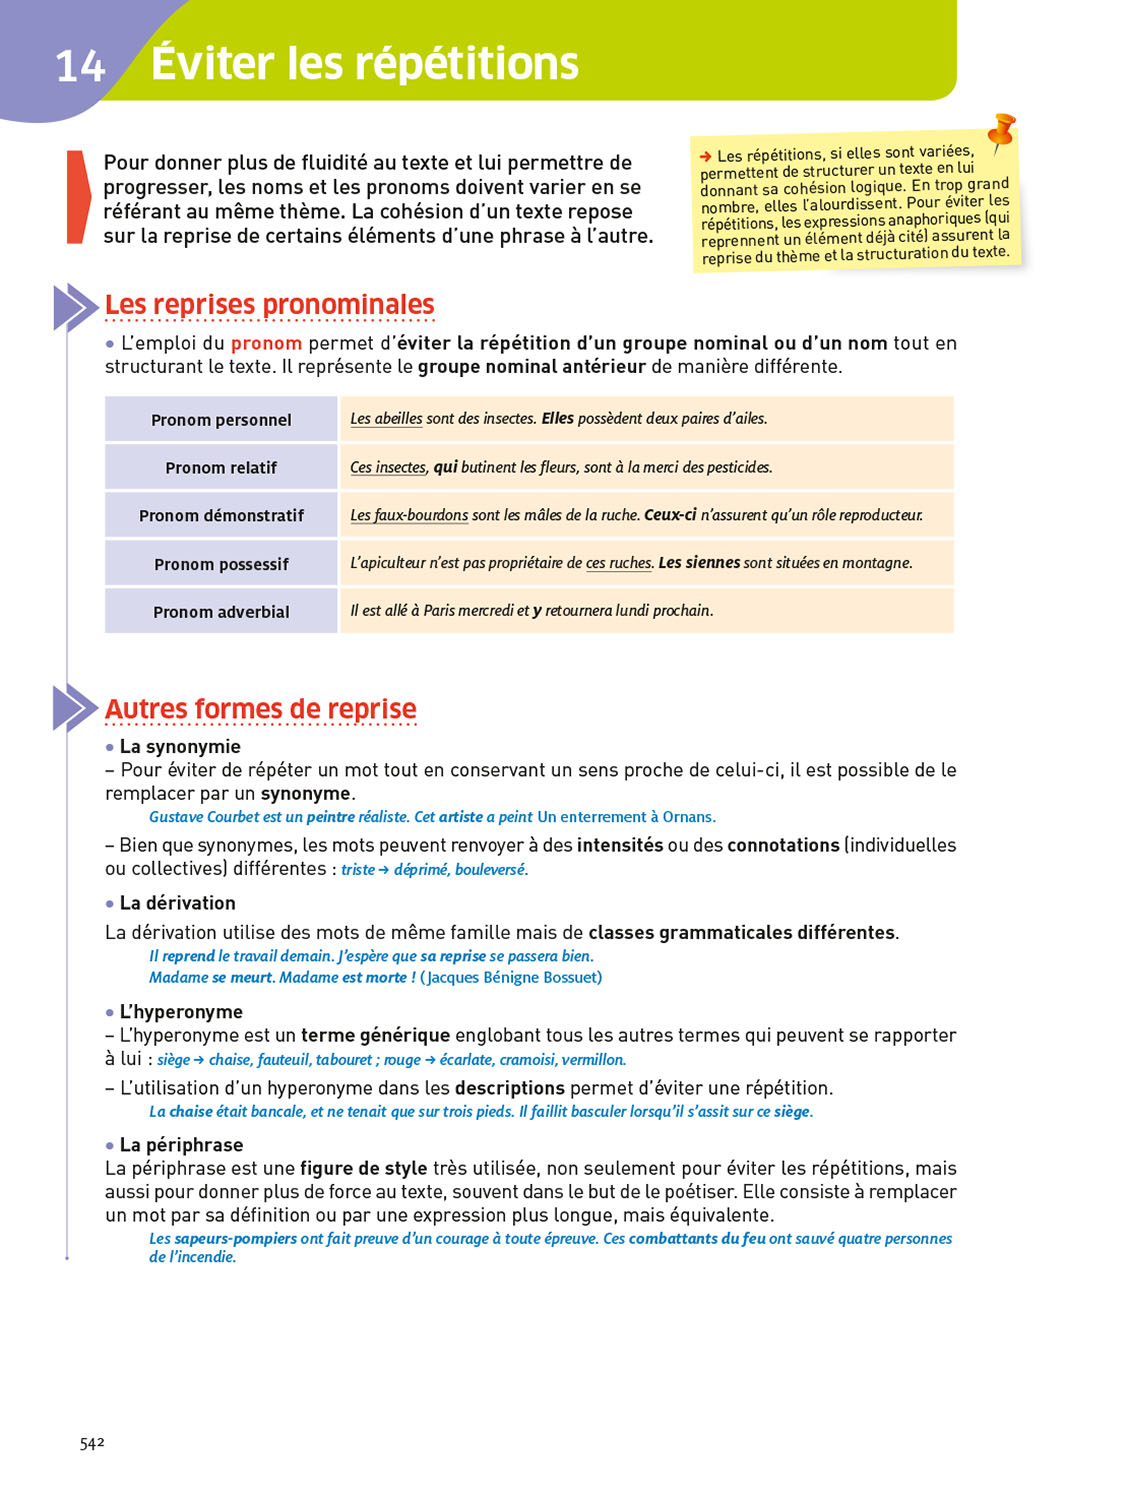 14 Éviter les répétitions
Pour donner plus de fluidité au texte et lui permettre de
progresser, les noms et les pronoms doivent varier en se
référant au même thème. La cohésion d’un texte repose
sur la reprise de certains éléments d’une phrase à l’autre.
→ Les répétitions, si elles sont variées,
permettent de structurer un texte en lui
donnant sa cohésion logique. En trop grand
nombre, elles l’alourdissent. Pour éviter les
répétitions, les expressions anaphoriques (qui
reprennent un élément déjà cité) assurent la
reprise du thème et la structuration du texte.
Les reprises pronominales
• L’emploi du pronom permet d’éviter la répétition d’un groupe nominal ou d’un nom tout en
structurant le texte. Il représente le groupe nominal antérieur de manière différente.
Pronom personnel Les abeilles sont des insectes. Elles possèdent deux paires d’ailes.
Pronom relatif Ces insectes, qui butinent les fleurs, sont à la merci des pesticides.
Pronom démonstratif Les faux-bourdons sont les mâles de la ruche. Ceux-ci n’assurent qu’un rôle reproducteur.
Pronom possessif L’apiculteur n’est pas propriétaire de ces ruches. Les siennes sont situées en montagne.
Pronom adverbial Il est allé à Paris mercredi et y retournera lundi prochain.
Autres formes de reprise
• La synonymie
– Pour éviter de répéter un mot tout en conservant un sens proche de celui-ci, il est possible de le
remplacer par un synonyme.
Gustave Courbet est un peintre réaliste. Cet artiste a peint Un enterrement à Ornans.
– Bien que synonymes, les mots peuvent renvoyer à des intensités ou des connotations (individuelles
ou collectives) différentes : triste → déprimé, bouleversé.
• La dérivation
La dérivation utilise des mots de même famille mais de classes grammaticales différentes.
Il reprend le travail demain. J’espère que sa reprise se passera bien.
Madame se meurt. Madame est morte ! (Jacques Bénigne Bossuet)
• L’hyperonyme
– L’hyperonyme est un terme générique englobant tous les autres termes qui peuvent se rapporter
à lui : siège → chaise, fauteuil, tabouret ; rouge → écarlate, cramoisi, vermillon.
– L’utilisation d’un hyperonyme dans les descriptions permet d’éviter une répétition.
La chaise était bancale, et ne tenait que sur trois pieds. Il faillit basculer lorsqu’il s’assit sur ce siège.
• La périphrase
La périphrase est une figure de style très utilisée, non seulement pour éviter les répétitions, mais
aussi pour donner plus de force au texte, souvent dans le but de le poétiser. Elle consiste à remplacer
un mot par sa définition ou par une expression plus longue, mais équivalente.
Les sapeurs-pompiers ont fait preuve d’un courage à toute épreuve. Ces combattants du feu ont sauvé quatre personnes
de l’incendie.
542